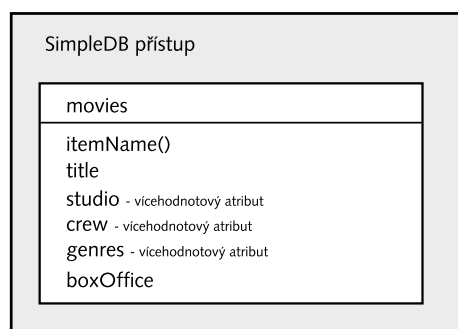 SimpleDB přístup
movies
itemName()
title
studio - vícehodnotový atribut
crew - vícehodnotový atribut
genres - vícehodnotový atribut
boxOffice